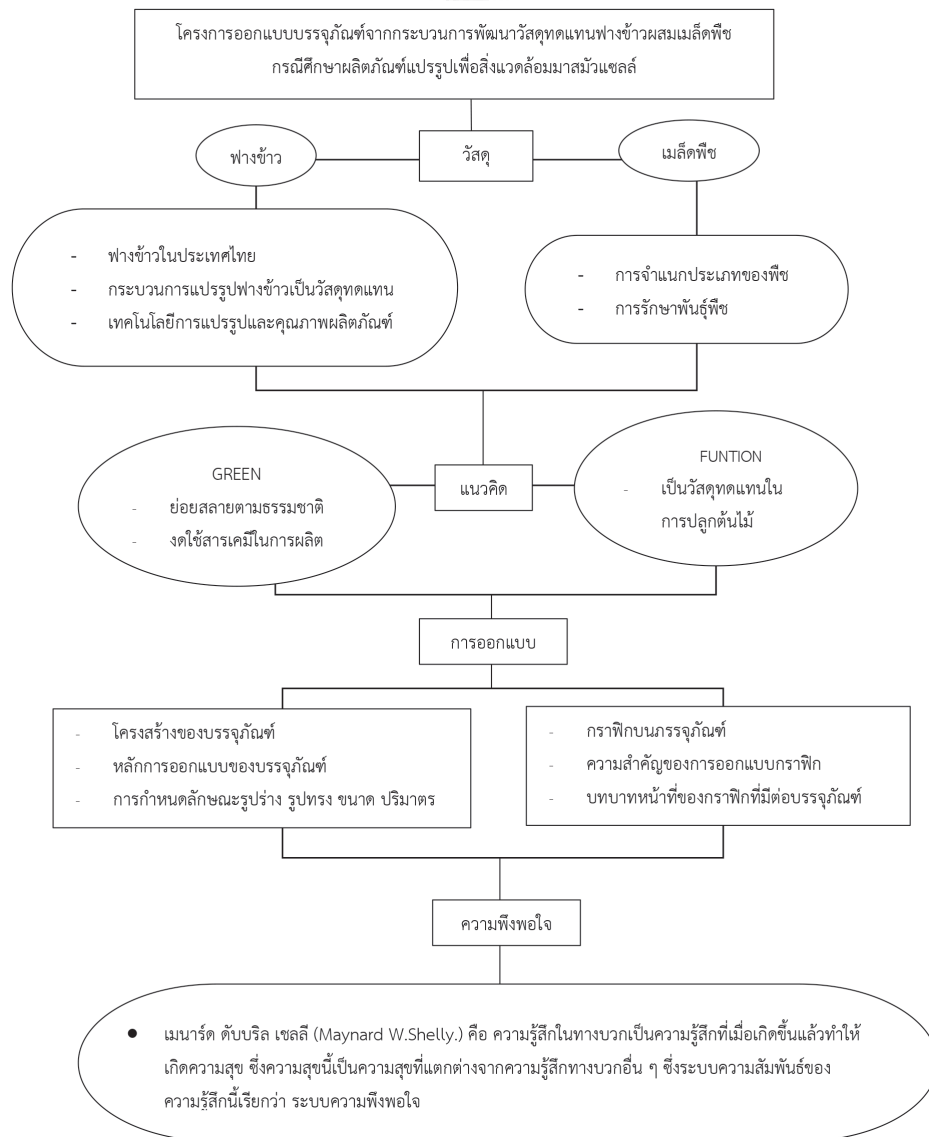 โครงการออกแบบบรรจุภัณฑ์จากกระบวนการพัฒนาวัสดุทดแทนฟางข้าวผสมเมล็ดพืช
กรณีศึกษาผลิตภัณฑ์แปรรูปเพื่อสิ่งแวดล้อมมาสมัวแซลล์
ฟางข้าว
วัสดุ
เมล็ดพืช
- ฟางข้าวในประเทศไทย
- กระบวนการแปรรูปฟางข้าวเป็นวัสดุทดแทน
- เทคโนโลยีการแปรรูปและคุณภาพผลิตภัณฑ์
- การจำแนกประเภทของพืช
- การรักษาพันธุ์พืช
GREEN
- ย่อยสลายตามธรรมชาติ
- งดใช้สารเคมีในการผลิต
แนวคิด
FUNTION
- เป็นวัสดุทดแทนใน
การปลูกต้นไม้
การออกแบบ
- โครงสร้างของบรรจุภัณฑ์
- หลักการออกแบบของบรรจุภัณฑ์
- การกำหนดลักษณะรูปร่าง รูปทรง ขนาด ปริมาตร
- กราฟิกบนภรรจุภัณฑ์
- ความสำคัญของการออกแบบกราฟิก
- บทบาทหน้าที่ของกราฟิกที่มีต่อบรรจุภัณฑ์
ความพึงพอใจ
● เมนาร์ด ดับบริล เชลลี (Maynard W.Shelly.) คือ ความรู้สึกในทางบวกเป็นความรู้สึกที่เมื่อเกิดขึ้นแล้วทำให้
เกิดความสุข ซึ่งความสุขนี้เป็นความสุขที่แตกต่างจากความรู้สึกทางบวกอื่น ๆ ซึ่งระบบความสัมพันธ์ของ
ความรู้สึกนี้เรียกว่า ระบบความพึงพอใจ